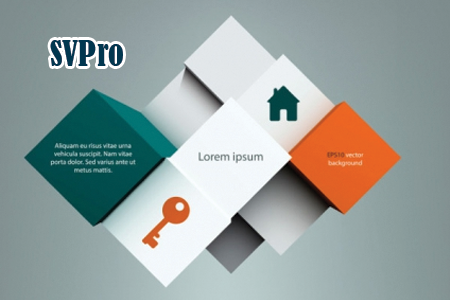 SVPro
Aliquam eu risus vitae urna
vehicula suscipit. Nam vitae
porta dolor. Sed varius ante ut
metus mattis.
Lorem ipsum
EPS10 vector
background